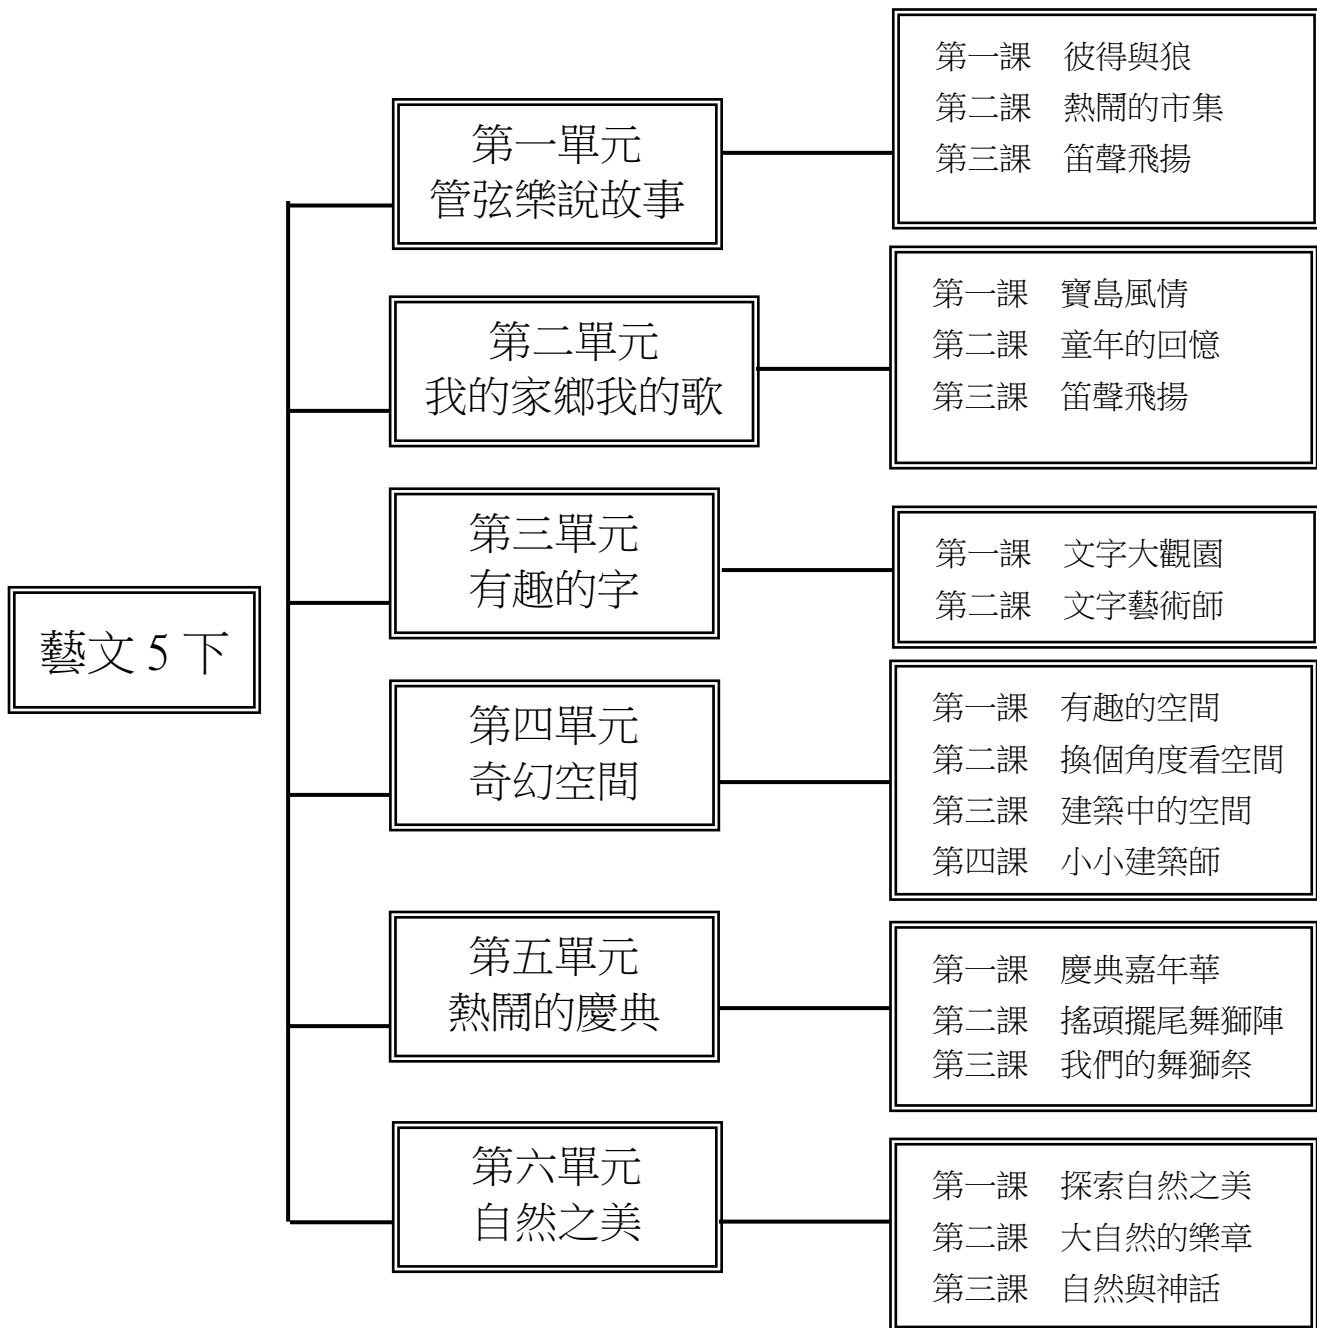 藝文 5 下
第一單元
管弦樂說故事
第一課　彼得與狼
第二課　熱鬧的市集
第三課　笛聲飛揚
第二單元
我的家鄉我的歌
第一課　寶島風情
第二課　童年的回憶
第三課　笛聲飛揚
第三單元
有趣的字
第一課　文字大觀園
第二課　文字藝術師
第四單元
奇幻空間
第一課　有趣的空間
第二課　換個角度看空間
第三課　建築中的空間
第四課　小小建築師
第五單元
熱鬧的慶典
第一課　慶典嘉年華
第二課　搖頭擺尾舞獅陣
第三課　我們的舞獅祭
第六單元
自然之美
第一課　探索自然之美
第二課　大自然的樂章
第三課　自然與神話